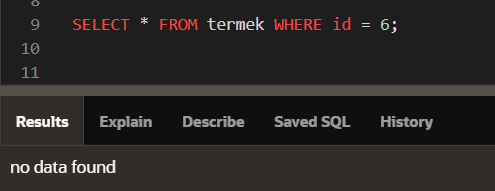 8
9 SELECT * FROM termek WHERE id = 6;
10
11
Results Explain Describe Saved SQL History
no data found